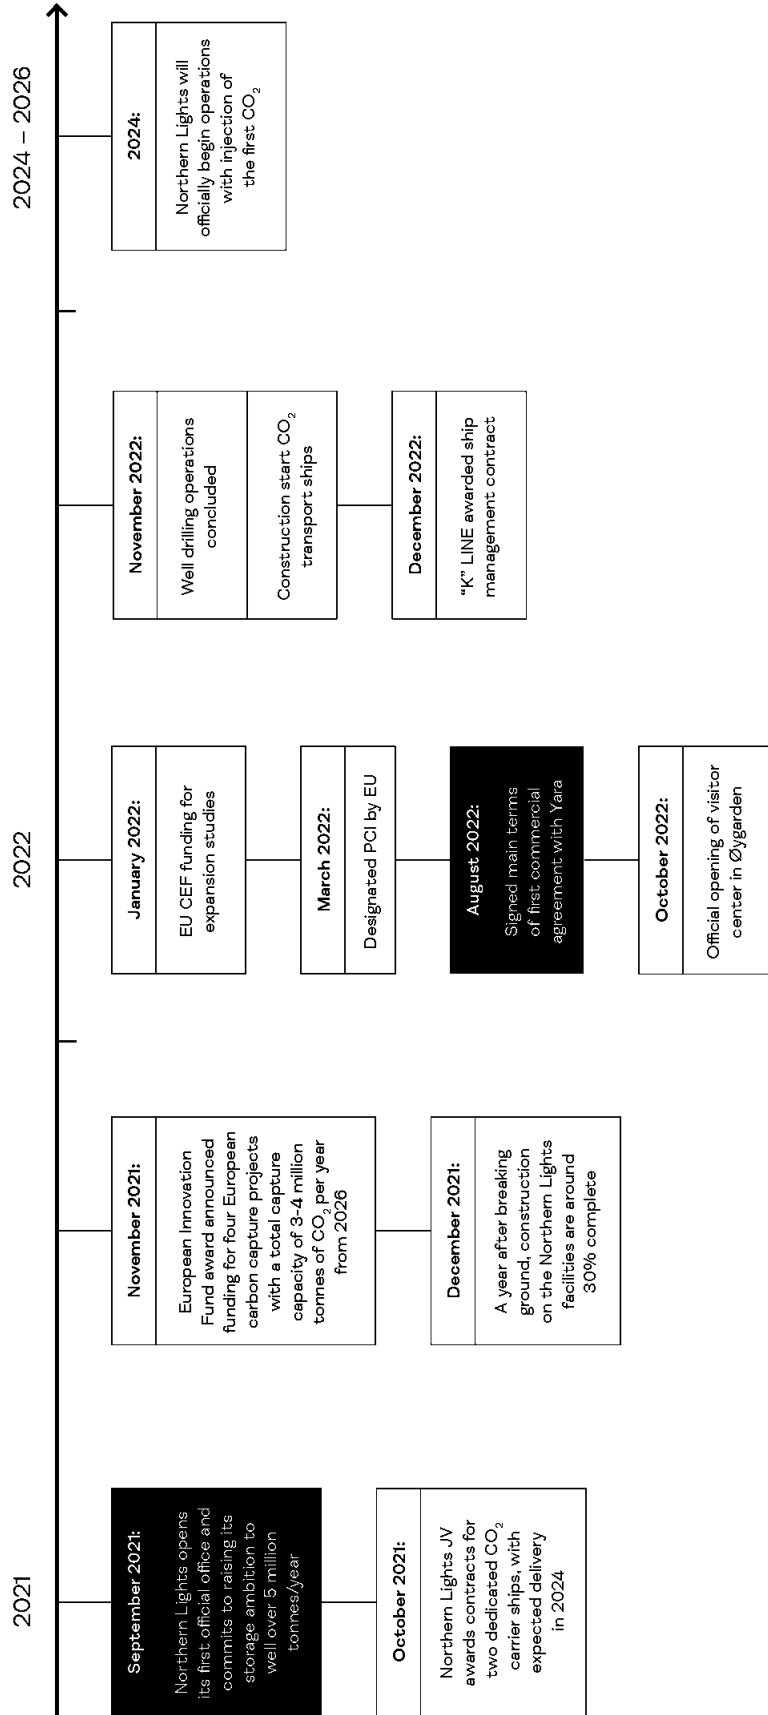 2021
September 2021:
Northern Lights opens
its first official office and
commits to raising its
storage ambition to
well over 5 million
tonnes/year
October 2021:
Northern Lights JV
awards contracts for
two dedicated CO₂
carrier ships, with
expected delivery
in 2024
November 2021:
European Innovation
Fund award announced
funding for four European
carbon capture projects
with a total capture
capacity of 3-4 million
tonnes of CO₂ per year
from 2026
December 2021:
A year after breaking
ground, construction
on the Northern Lights
facilities are around
30% complete
2022
January 2022:
EU CEF funding for
expansion studies
March 2022:
Designated PCI by EU
August 2022:
Signed main terms
of first commercial
agreement with Yara
October 2022:
Official opening of visitor
center in Øygarden
November 2022:
Well drilling operations
concluded
Construction start CO₂
transport ships
December 2022:
“K” LINE awarded ship
management contract
2024 – 2026
2024:
Northern Lights will
officially begin operations
with injection of
the first CO₂